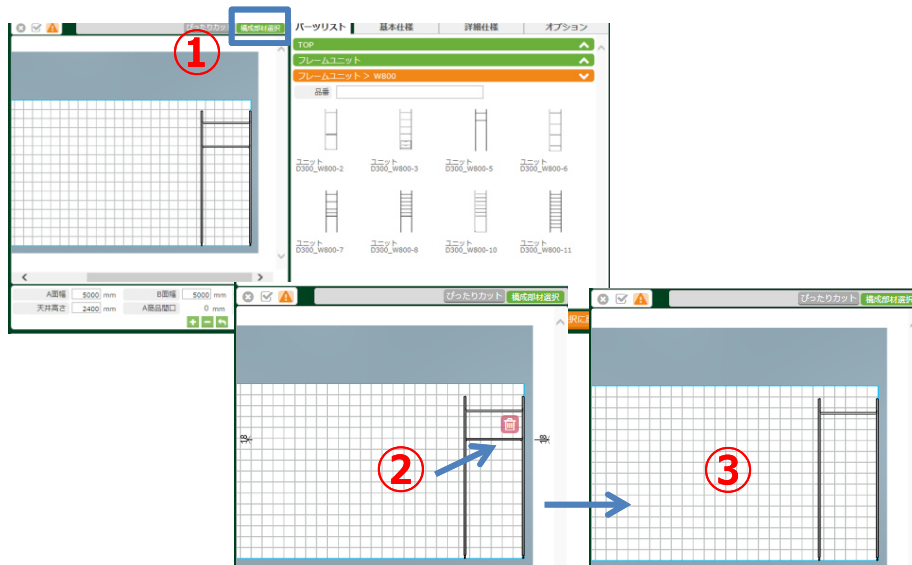 ぴったりカット 構成部材選択
①
パーツリスト 基本仕様 詳細仕様 オプション
TOP
フレームユニット
フレームユニット > W800
品番
ユニット
D300_W800-2
ユニット
D300_W800-3
ユニット
D300_W800-5
ユニット
D300_W800-6
ユニット
D300_W800-7
ユニット
D300_W800-8
ユニット
D300_W800-10
ユニット
D300_W800-11
A面幅 5000 mm B面幅 5000 mm
天井高さ 2400 mm A商品間口 0 mm
ぴったりカット 構成部材選択
18
18
②
ぴったりカット 構成部材選択
③